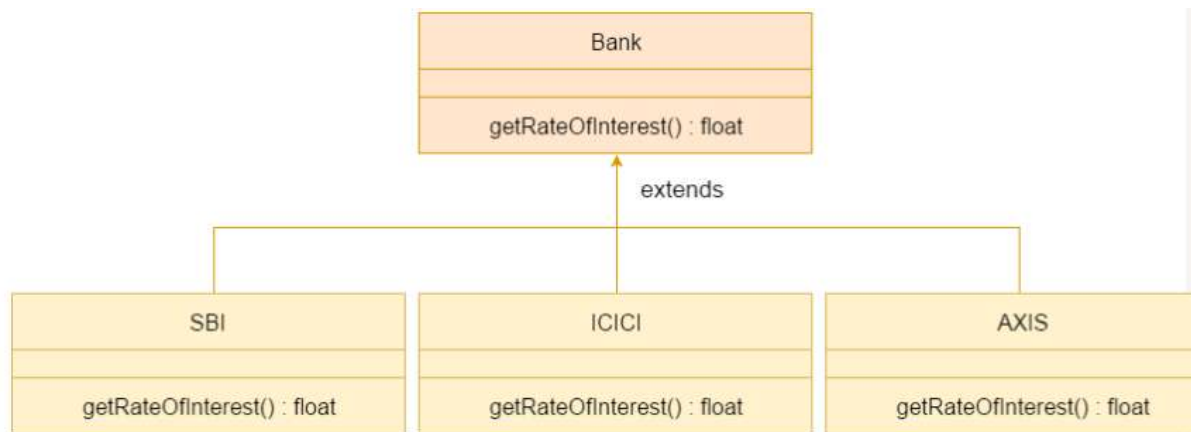 Bank
getRateOfInterest() : float
extends
SBI
ICICI
AXIS
getRateOfInterest() : float
getRateOfInterest() : float
getRateOfInterest() : float